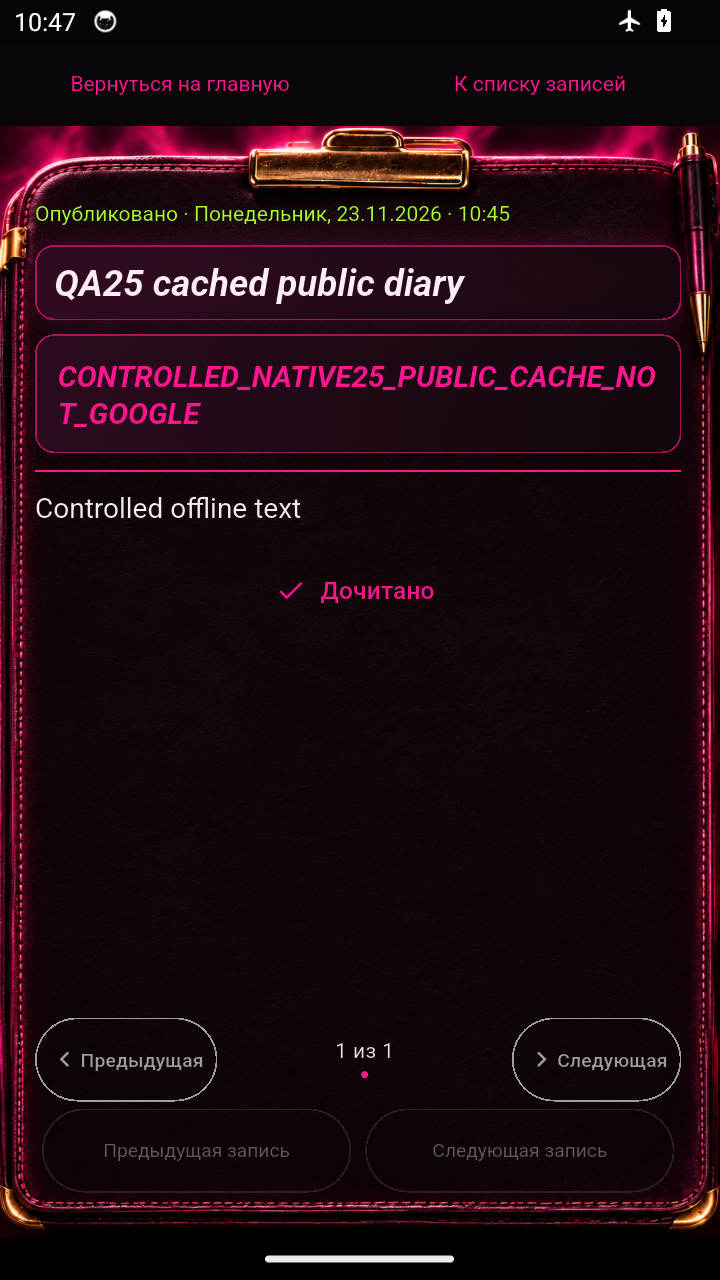 10:47
Вернуться на главную
К списку записей
Опубликовано · Понедельник, 23.11.2026 · 10:45
QA25 cached public diary
CONTROLLED_NATIVE25_PUBLIC_CACHE_NO
T_GOOGLE
Controlled offline text
Дочитано
Предыдущая
1 из 1
Следующая
Предыдущая запись
Следующая запись